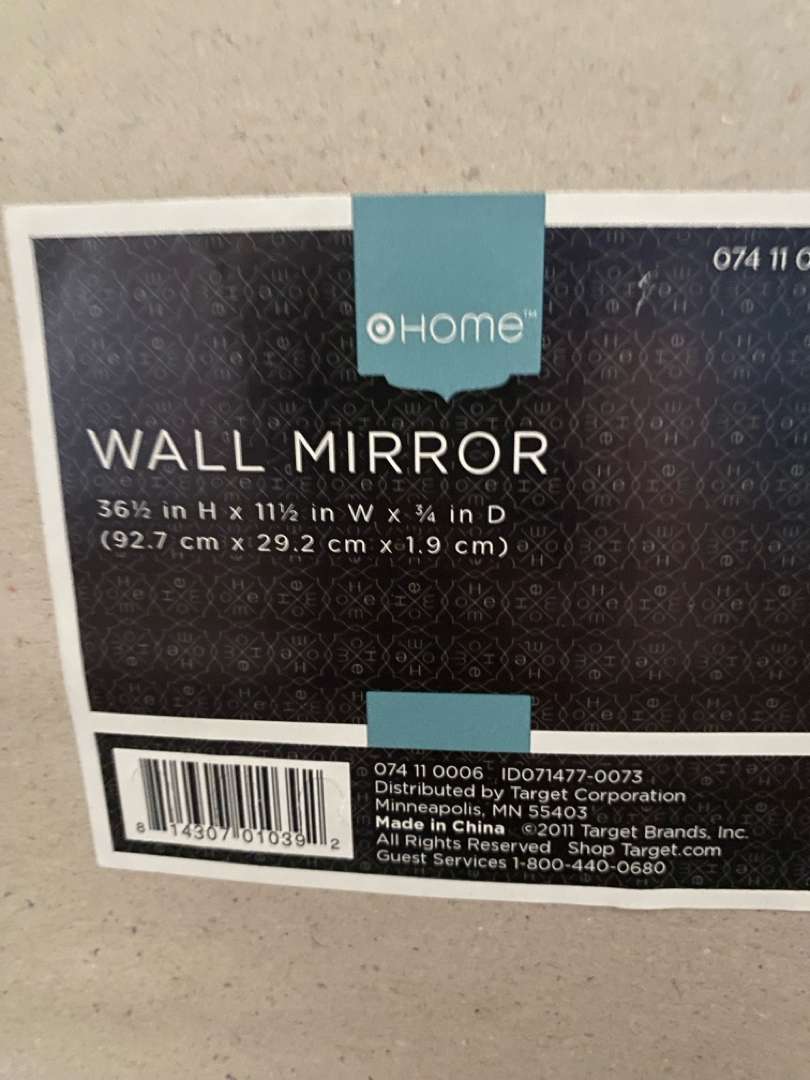 074 11 0
HOME™
WALL MIRROR
36½ in H x 11½ in W x ¾ in D
(92.7 cm x 29.2 cm x 1.9 cm)
074 11 0006 ID071477-0073
Distributed by Target Corporation
Minneapolis, MN 55403
Made in China ©2011 Target Brands, Inc.
All Rights Reserved Shop Target.com
Guest Services 1-800-440-0680
8 14307 01039 2